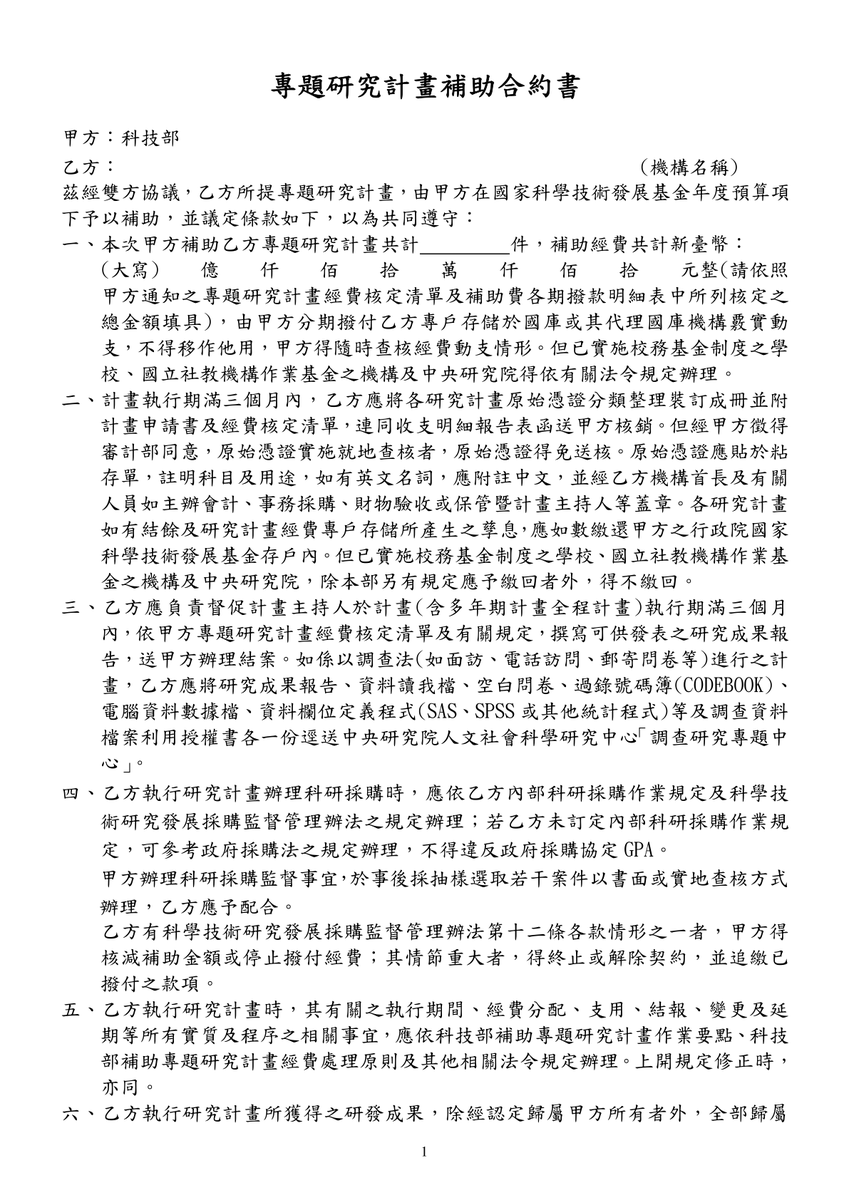 專題研究計畫補助合約書
甲方：科技部
乙方： (機構名稱)
茲經雙方協議，乙方所提專題研究計畫，由甲方在國家科學技術發展基金年度預算項
下予以補助，並議定條款如下，以為共同遵守：
一、本次甲方補助乙方專題研究計畫共計_________件，補助經費共計新臺幣：
(大寫) 億 仟 佰 拾 萬 仟 佰 拾 元整(請依照
甲方通知之專題研究計畫經費核定清單及補助費各期撥款明細表中所列核定之
總金額填具)，由甲方分期撥付乙方專戶存儲於國庫或其代理國庫機構覈實動
支，不得移作他用，甲方得隨時查核經費動支情形。但已實施校務基金制度之學
校、國立社教機構作業基金之機構及中央研究院得依有關法令規定辦理。
二、計畫執行期滿三個月內，乙方應將各研究計畫原始憑證分類整理裝訂成冊並附
計畫申請書及經費核定清單，連同收支明細報告表函送甲方核銷。但經甲方徵得
審計部同意，原始憑證實施就地查核者，原始憑證得免送核。原始憑證應貼於粘
存單，註明科目及用途，如有英文名詞，應附註中文，並經乙方機構首長及有關
人員如主辦會計、事務採購、財物驗收或保管暨計畫主持人等蓋章。各研究計畫
如有結餘及研究計畫經費專戶存儲所產生之孳息，應如數繳還甲方之行政院國家
科學技術發展基金存戶內。但已實施校務基金制度之學校、國立社教機構作業基
金之機構及中央研究院，除本部另有規定應予繳回者外，得不繳回。
三、乙方應負責督促計畫主持人於計畫(含多年期計畫全程計畫)執行期滿三個月
內，依甲方專題研究計畫經費核定清單及有關規定，撰寫可供發表之研究成果報
告，送甲方辦理結案。如係以調查法(如面訪、電話訪問、郵寄問卷等)進行之計
畫，乙方應將研究成果報告、資料讀我檔、空白問卷、過錄號碼簿(CODEBOOK)、
電腦資料數據檔、資料欄位定義程式(SAS、SPSS 或其他統計程式)等及調查資料
檔案利用授權書各一份逕送中央研究院人文社會科學研究中心「調查研究專題中
心」。
四、乙方執行研究計畫辦理科研採購時，應依乙方內部科研採購作業規定及科學技
術研究發展採購監督管理辦法之規定辦理；若乙方未訂定內部科研採購作業規
定，可參考政府採購法之規定辦理，不得違反政府採購協定 GPA。
甲方辦理科研採購監督事宜，於事後採抽樣選取若干案件以書面或實地查核方式
辦理，乙方應予配合。
乙方有科學技術研究發展採購監督管理辦法第十二條各款情形之一者，甲方得
核減補助金額或停止撥付經費；其情節重大者，得終止或解除契約，並追繳已
撥付之款項。
五、乙方執行研究計畫時，其有關之執行期間、經費分配、支用、結報、變更及延
期等所有實質及程序之相關事宜，應依科技部補助專題研究計畫作業要點、科技
部補助專題研究計畫經費處理原則及其他相關法令規定辦理。上開規定修正時，
亦同。
六、乙方執行研究計畫所獲得之研發成果，除經認定歸屬甲方所有者外，全部歸屬
1